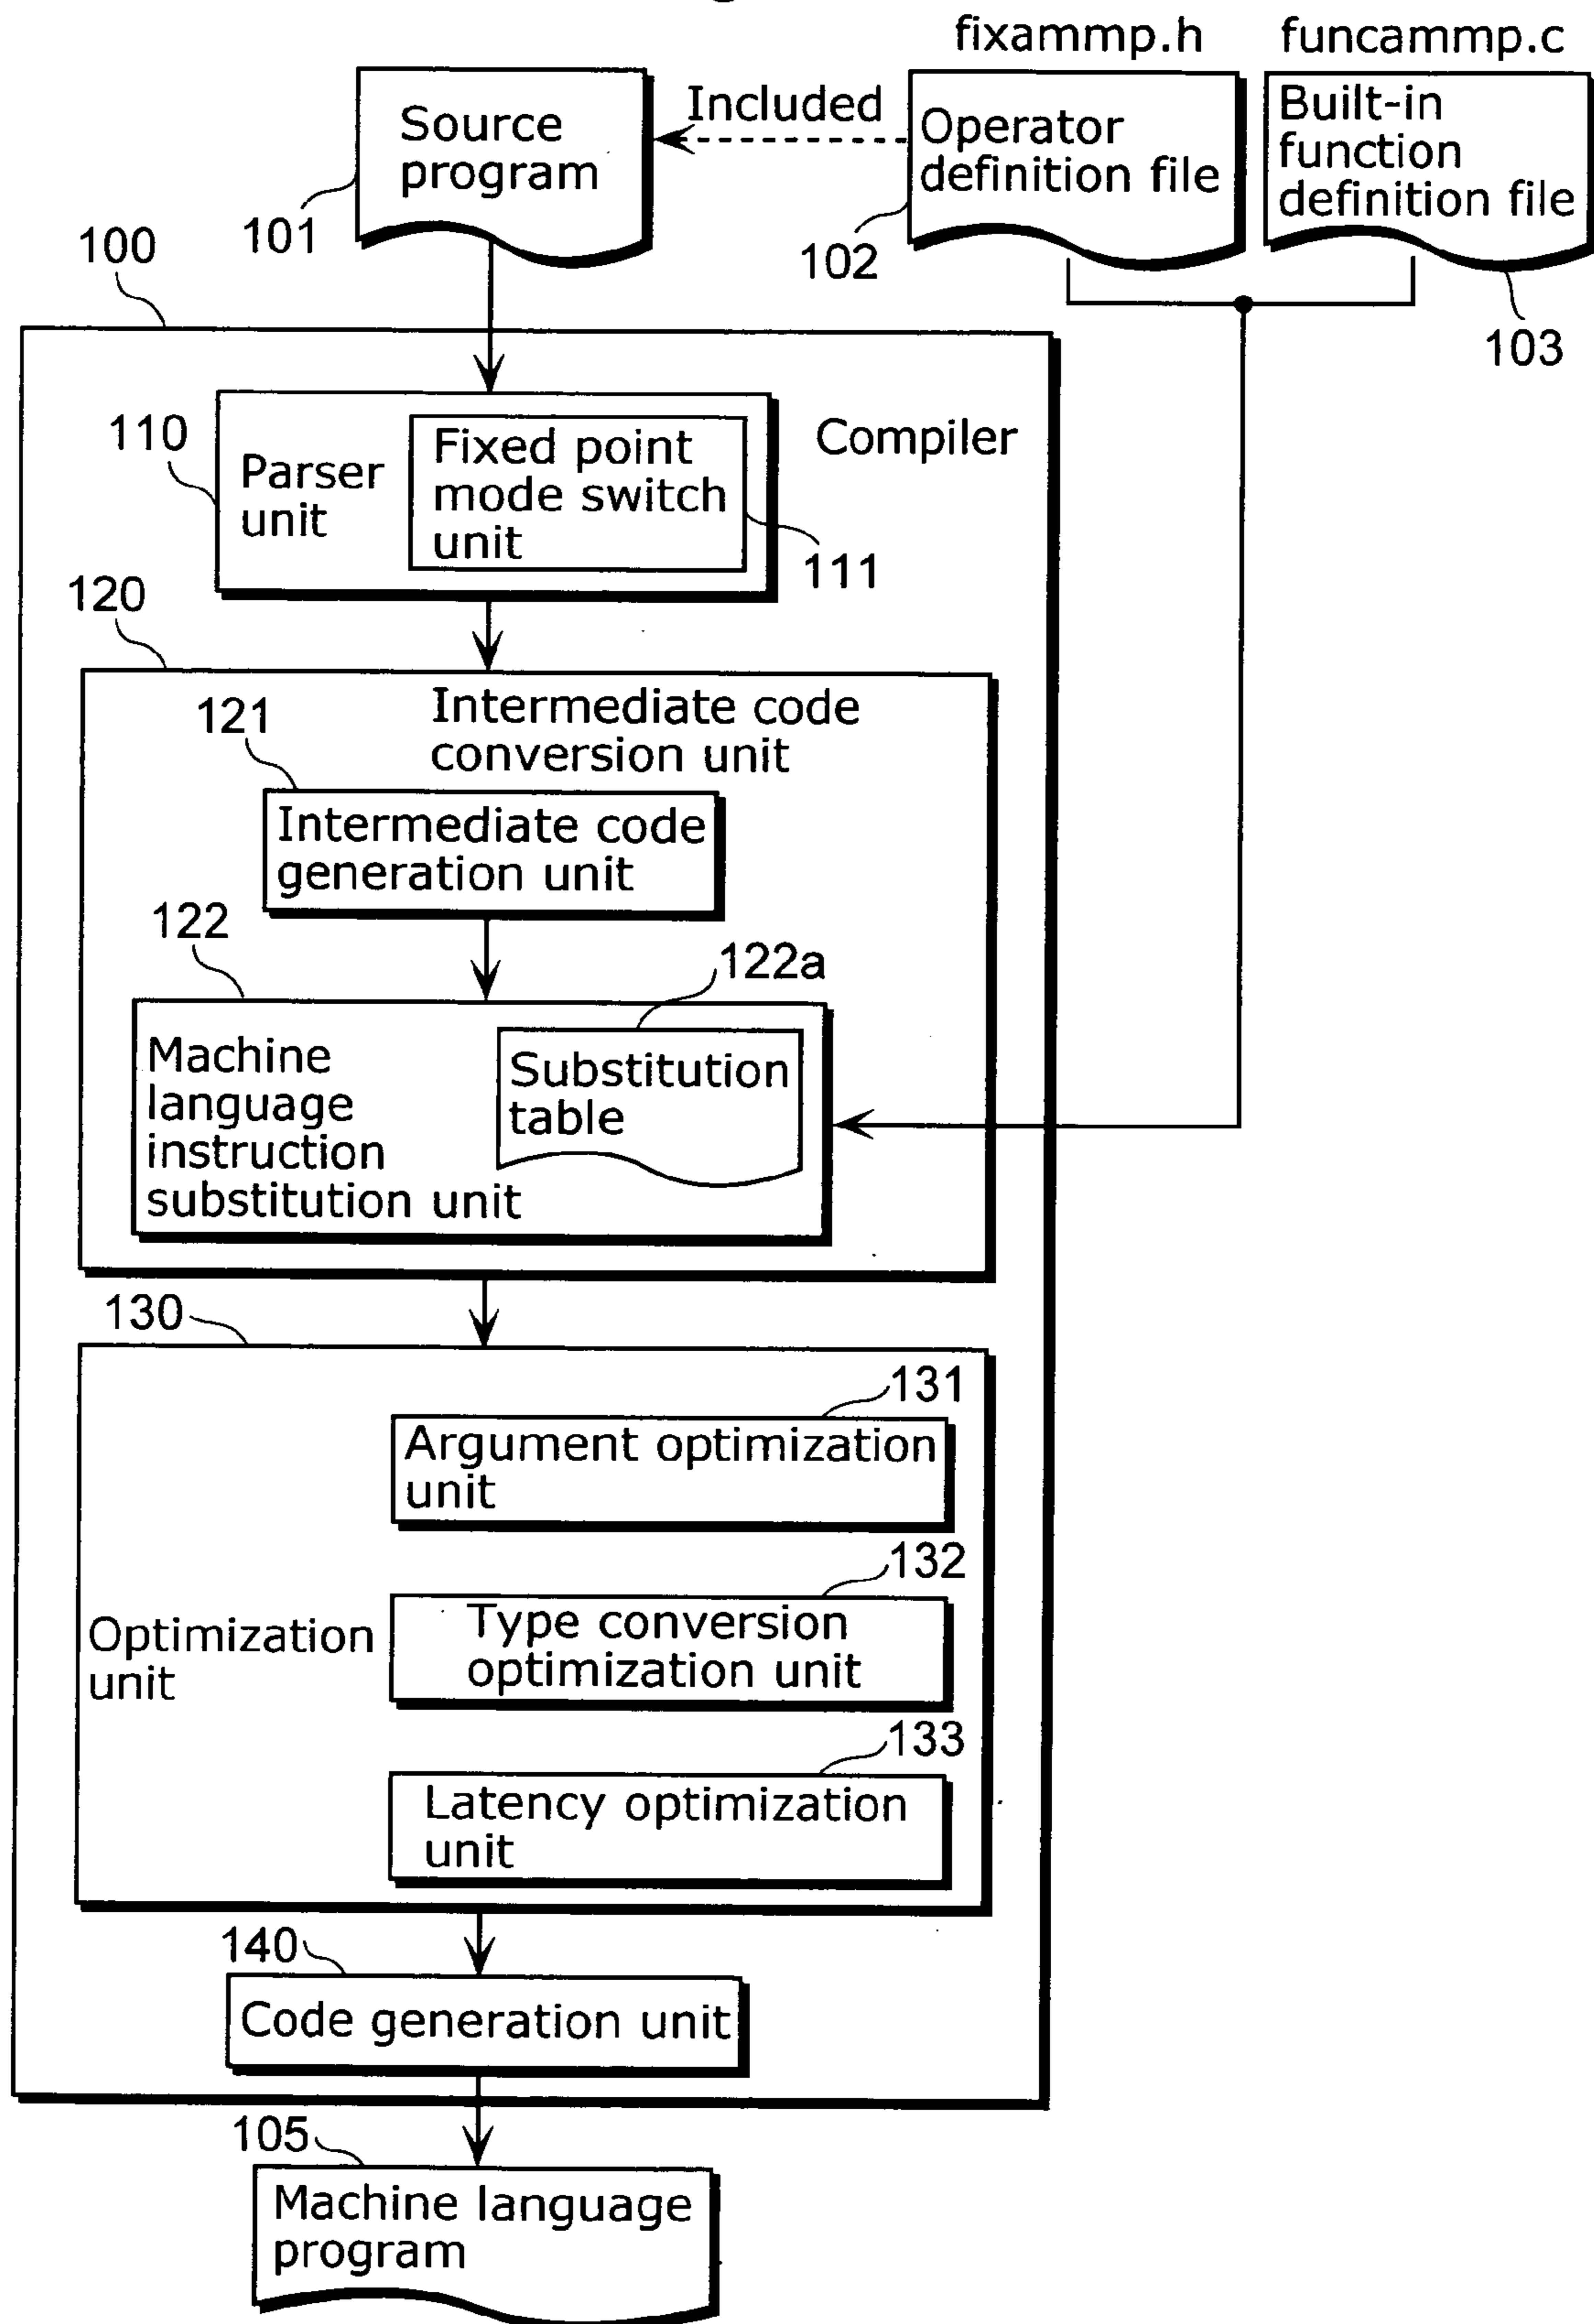 fixammp.h
funcammp.c
Source
program
Included
Operator
definition file
Built-in
function
definition file
101
102
103
100
110
Parser
unit
Fixed point
mode switch
unit
Compiler
111
120
Intermediate code
conversion unit
121
Intermediate code
generation unit
122
122a
Machine
language
instruction
substitution unit
Substitution
table
130
131
Argument optimization
unit
132
Optimization
unit
Type conversion
optimization unit
133
Latency optimization
unit
140
Code generation unit
105
Machine language
program